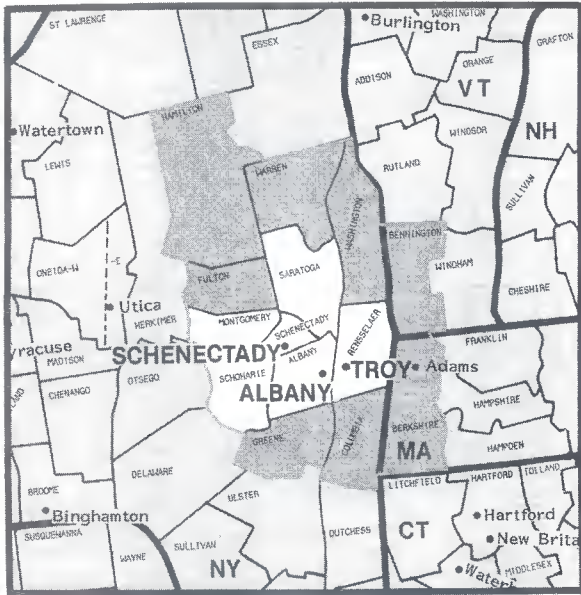 ST LAWRENCE
ESSEX
Burlington
WASHINGTON
GRAFTON
ADDISON
ORANGE
VT
HAMILTON
Watertown
LEWIS
WINDSOR
NH
WARREN
RUTLAND
WASHINGTON
SULLIVAN
BENNINGTON
ONEIDA-W
-E
FULTON
SARATOGA
WINDHAM
CHESHIRE
Utica
HERKIMER
MONTGOMERY
SCHENECTADY
RENSSELAER
FRANKLIN
yracuse
MADISON
SCHENECTADY
ALBANY
TROY
Adams
CHENANGO
OTSEGO
SCHOHARIE
ALBANY
HAMPSHIRE
GREENE
COLUMBIA
BERKSHIRE
MA
HAMPDEN
DELAWARE
LITCHFIELD
HARTFORD
TOLLAND
BROOME
Binghamton
ULSTER
DUTCHESS
CT
Hartford
SUSQUEHANNA
New Brita
WAYNE
SULLIVAN
NY
MIDDLESEX